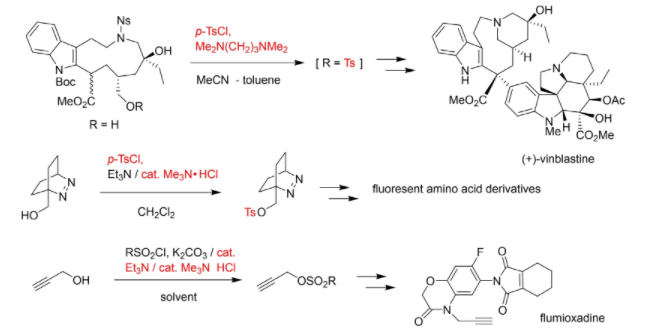 Ns
N
OH
N
Boc
MeO2C
OR
R = H
p-TsCl,
Me2N(CH2)3NMe2
MeCN - toluene
[ R = Ts ]
OH
N
H
N
H
MeO2C
N
OAc
OH
N
Me
H
CO2Me
(+)-vinblastine
N
N
HO
p-TsCl,
Et3N / cat. Me3N• HCl
CH2Cl2
N
N
TsO
fluoresent amino acid derivatives
OH
RSO2Cl, K2CO3 / cat.
Et3N / cat. Me3N HCl
solvent
OSO2R
F
O
O
N
O
N
O
flumioxadine